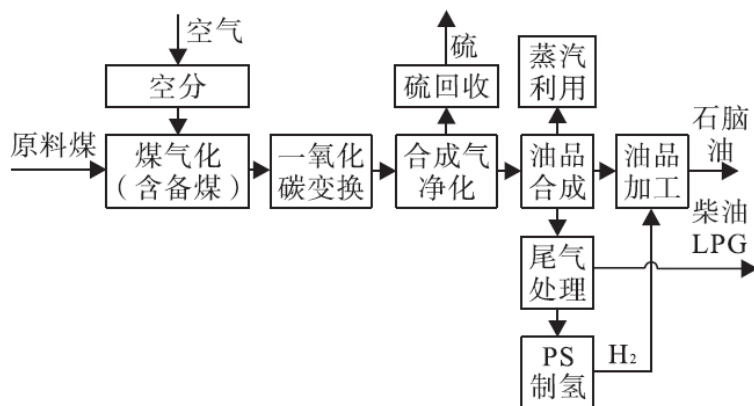 空气
硫
空分
硫回收
蒸汽
利用
原料煤
煤气化
（含备煤）
一氧化
碳变换
合成气
净化
油品
合成
油品
加工
石脑
油
柴油
LPG
尾气
处理
PS
制氢
H₂